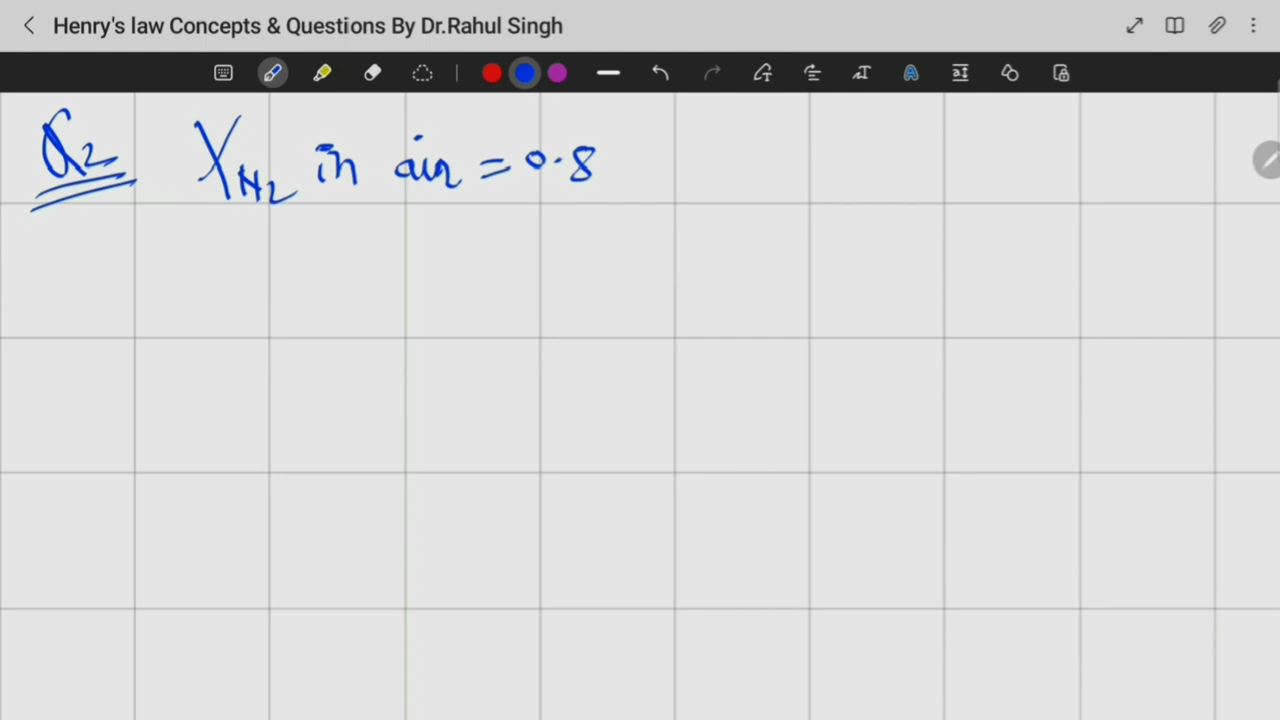 Henry's law Concepts & Questions By Dr.Rahul Singh
Q2 XN2 in air = 0.8